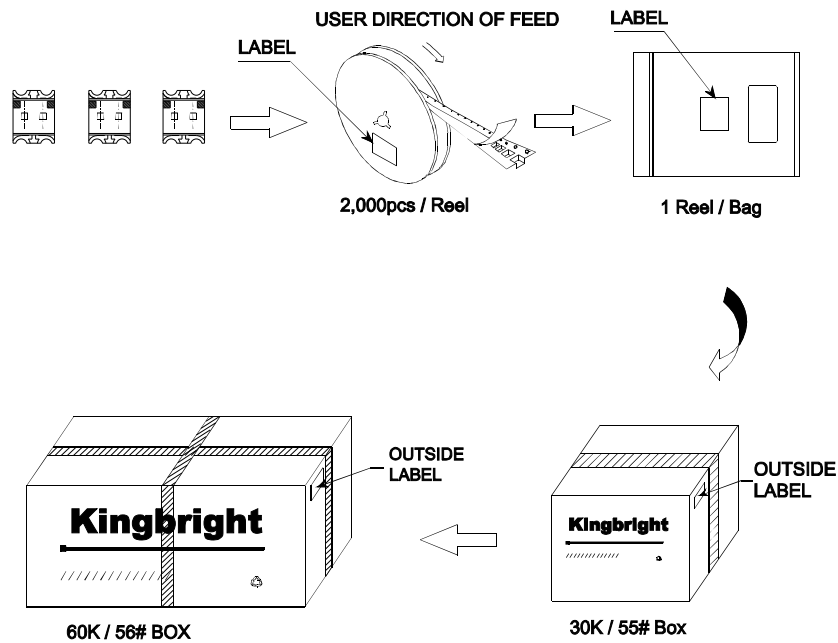 USER DIRECTION OF FEED
LABEL
LABEL
2,000pcs / Reel
1 Reel / Bag
OUTSIDE
LABEL
OUTSIDE
LABEL
Kingbright
Kingbright
60K / 56# BOX
30K / 55# Box